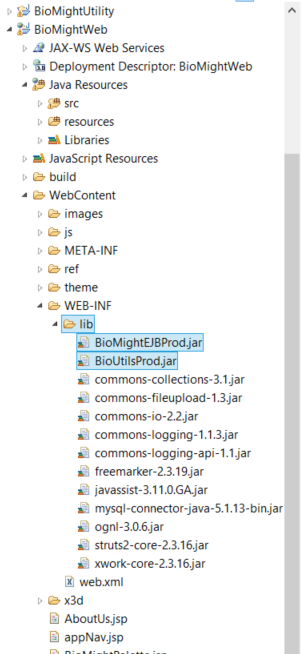 BioMightUtility
BioMightWeb
JAX-WS Web Services
Deployment Descriptor: BioMightWeb
Java Resources
src
resources
Libraries
JavaScript Resources
build
WebContent
images
js
META-INF
ref
theme
WEB-INF
lib
BioMightEJBProd.jar
BioUtilsProd.jar
commons-collections-3.1.jar
commons-fileupload-1.3.jar
commons-io-2.2.jar
commons-logging-1.1.3.jar
commons-logging-api-1.1.jar
freemarker-2.3.19.jar
javassist-3.11.0.GA.jar
mysql-connector-java-5.1.13-bin.jar
ognl-3.0.6.jar
struts2-core-2.3.16.jar
xwork-core-2.3.16.jar
web.xml
x3d
AboutUs.jsp
appNav.jsp